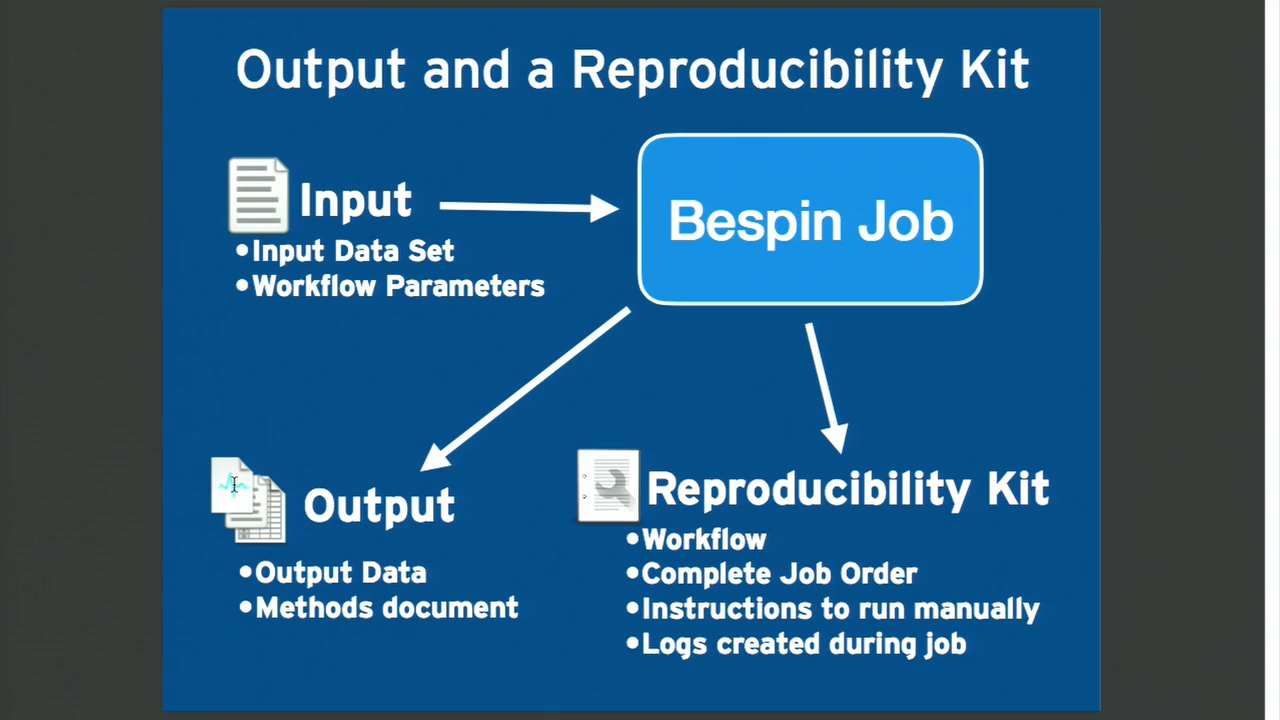 Output and a Reproducibility Kit
Input
•Input Data Set
•Workflow Parameters
Bespin Job
Output
•Output Data
•Methods document
Reproducibility Kit
•Workflow
•Complete Job Order
•Instructions to run manually
•Logs created during job